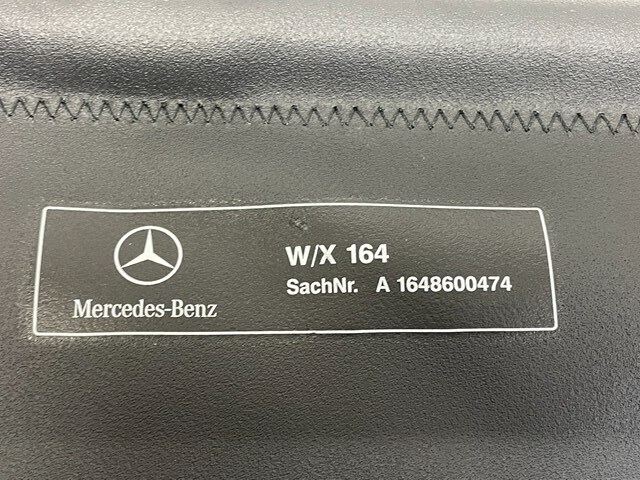 W/X 164
SachNr. A 1648600474
Mercedes-Benz